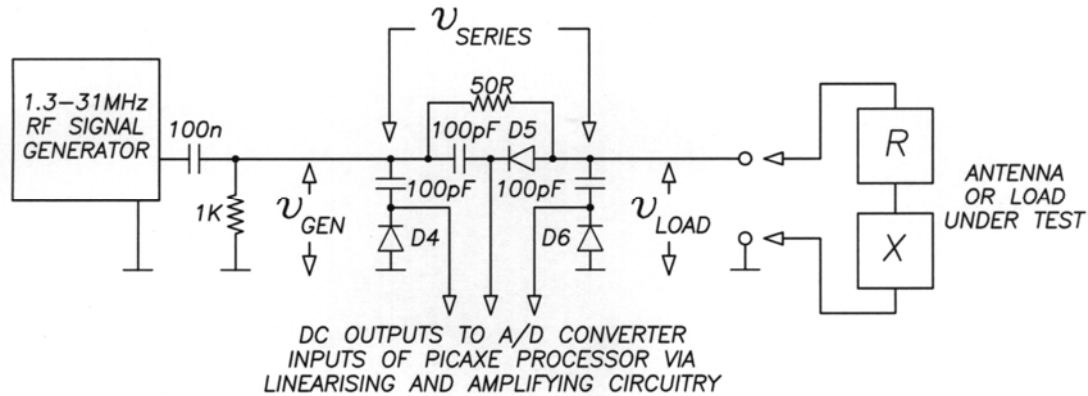 υ SERIES
1.3-31MHz
RF SIGNAL
GENERATOR
100n
1K
υ GEN
50R
100pF D5
100pF
100pF
D4
D6
υ LOAD
R
X
ANTENNA
OR LOAD
UNDER TEST
DC OUTPUTS TO A/D CONVERTER
INPUTS OF PICAXE PROCESSOR VIA
LINEARISING AND AMPLIFYING CIRCUITRY